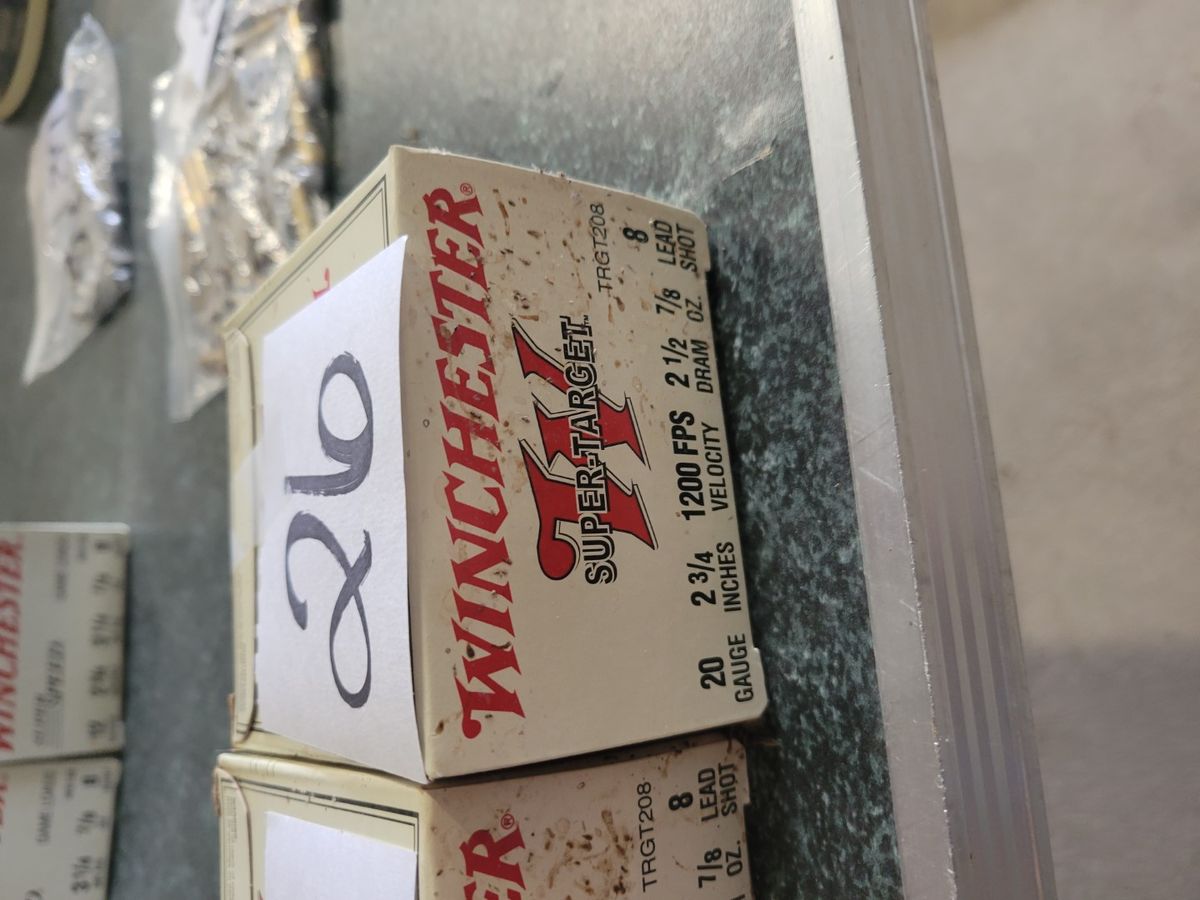 26
WINCHESTER®
SUPER-TARGET™
TRGT208
20 2 3/4 1200 FPS 2 1/2 7/8 8
GAUGE INCHES VELOCITY DRAM OZ. LEAD
SHOT
TRGT208
7/8 8
OZ. LEAD
SHOT
WINCHESTER